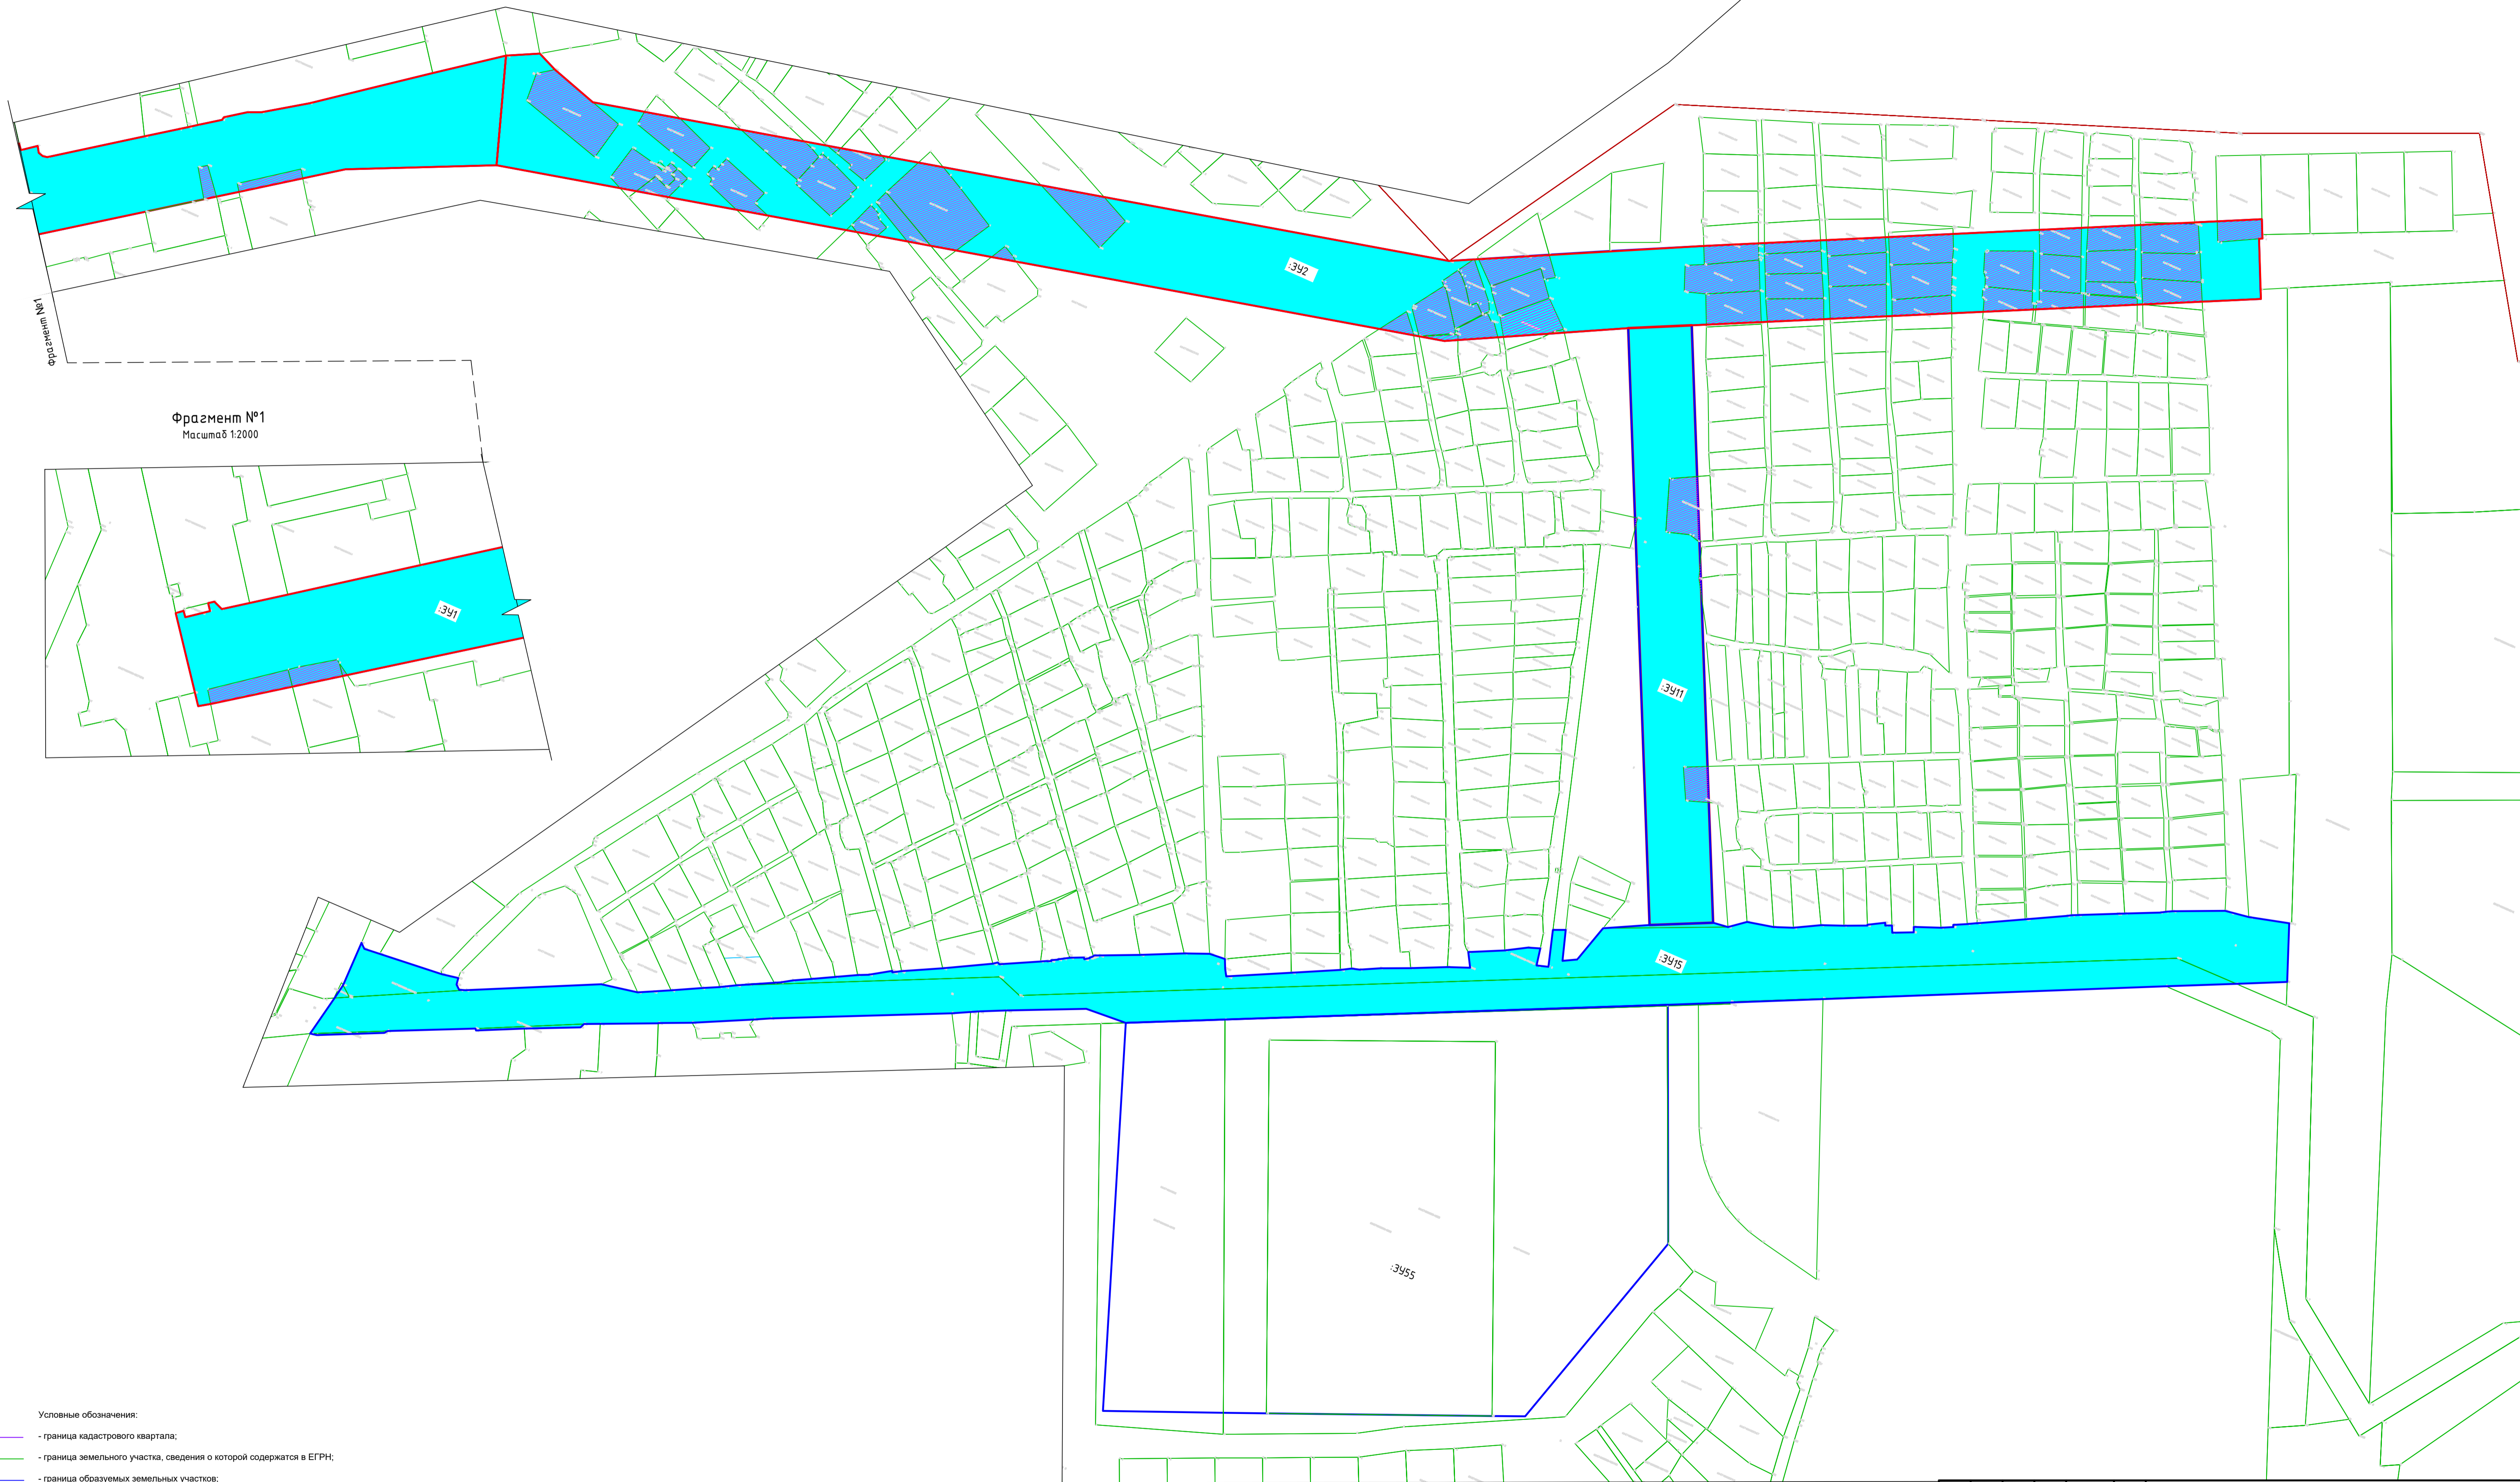 :ЗУ2
Фрагмент №1
Фрагмент №1
Масштаб 1:2000
:ЗУ1
:ЗУ11
:ЗУ15
:ЗУ55
Условные обозначения:
- граница кадастрового квартала;
- граница земельного участка, сведения о которой содержатся в ЕГРН;
- граница образуемых земельных участков;